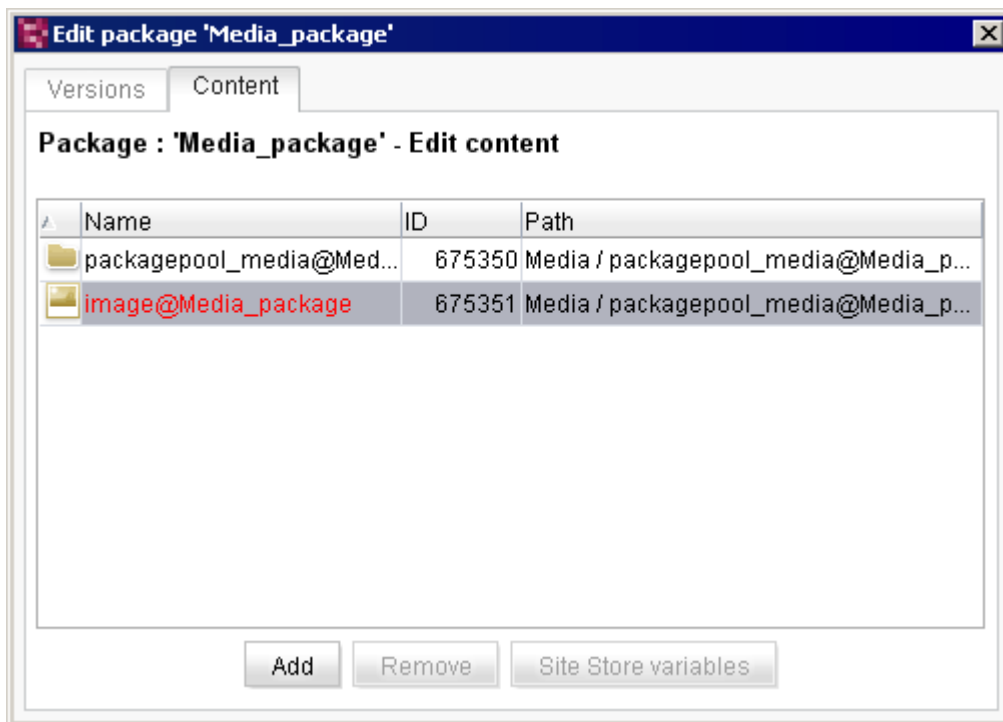 Edit package 'Media_package'
Versions Content
Package : 'Media_package' - Edit content
Name ID Path
packagepool_media@Med... 675350 Media / packagepool_media@Media_p...
image@Media_package 675351 Media / packagepool_media@Media_p...
Add Remove Site Store variables